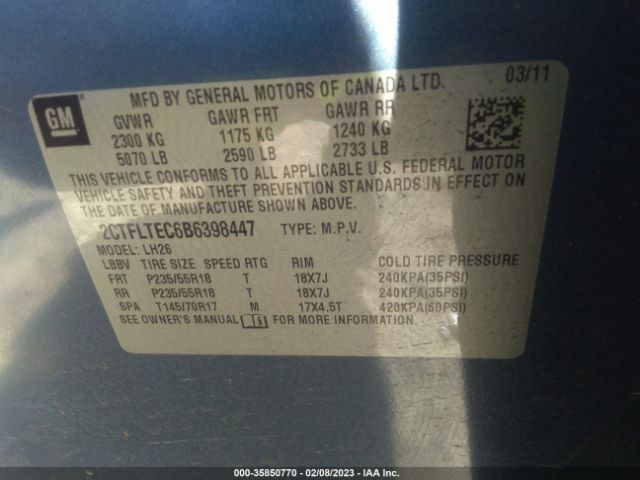 GM
MFD BY GENERAL MOTORS OF CANADA LTD. 03/11
GVWR GAWR FRT GAWR RR
2300 KG 1175 KG 1240 KG
5070 LB 2590 LB 2733 LB
THIS VEHICLE CONFORMS TO ALL APPLICABLE U.S. FEDERAL MOTOR
VEHICLE SAFETY AND THEFT PREVENTION STANDARDS IN EFFECT ON
THE DATE OF MANUFACTURE SHOWN ABOVE.
2CTFLTEC6B6398447 TYPE: M.P.V.
MODEL: LH26
LBBV TIRE SIZE SPEED RTG RIM COLD TIRE PRESSURE
FRT P235/55R18 T 18X7J 240KPA(35PSI)
RR P235/55R18 T 18X7J 240KPA(35PSI)
SPA T145/70R17 M 17X4.5T 420KPA(60PSI)
SEE OWNER'S MANUAL FOR MORE INFORMATION.
000-35850770 - 02/08/2023 - IAA Inc.